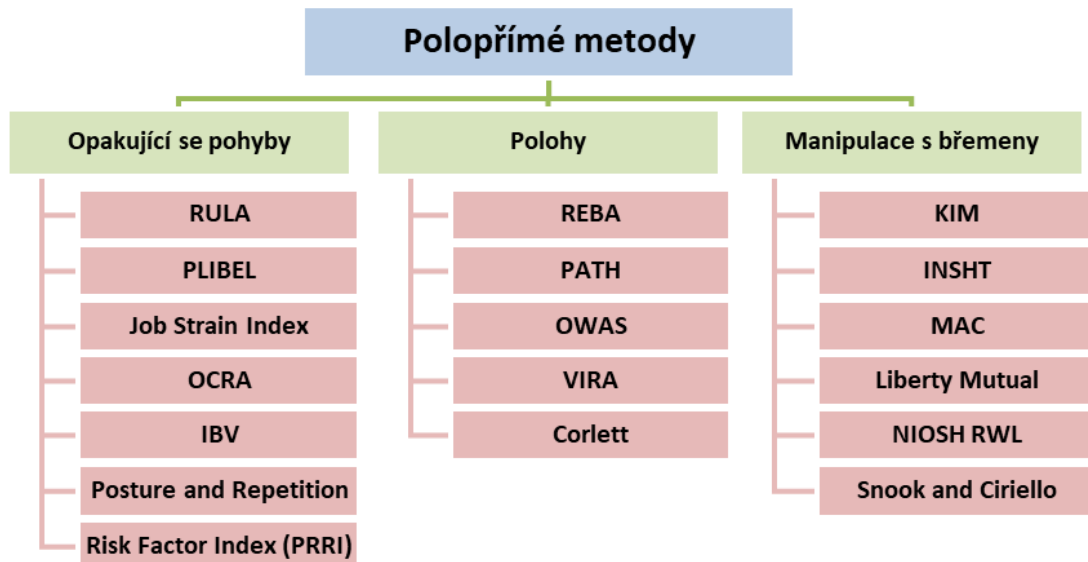 Polopřímé metody
Opakující se pohyby
RULA
PLIBEL
Job Strain Index
OCRA
IBV
Posture and Repetition
Risk Factor Index (PRRI)
Polohy
REBA
PATH
OWAS
VIRA
Corlett
Manipulace s břemeny
KIM
INSHT
MAC
Liberty Mutual
NIOSH RWL
Snook and Ciriello